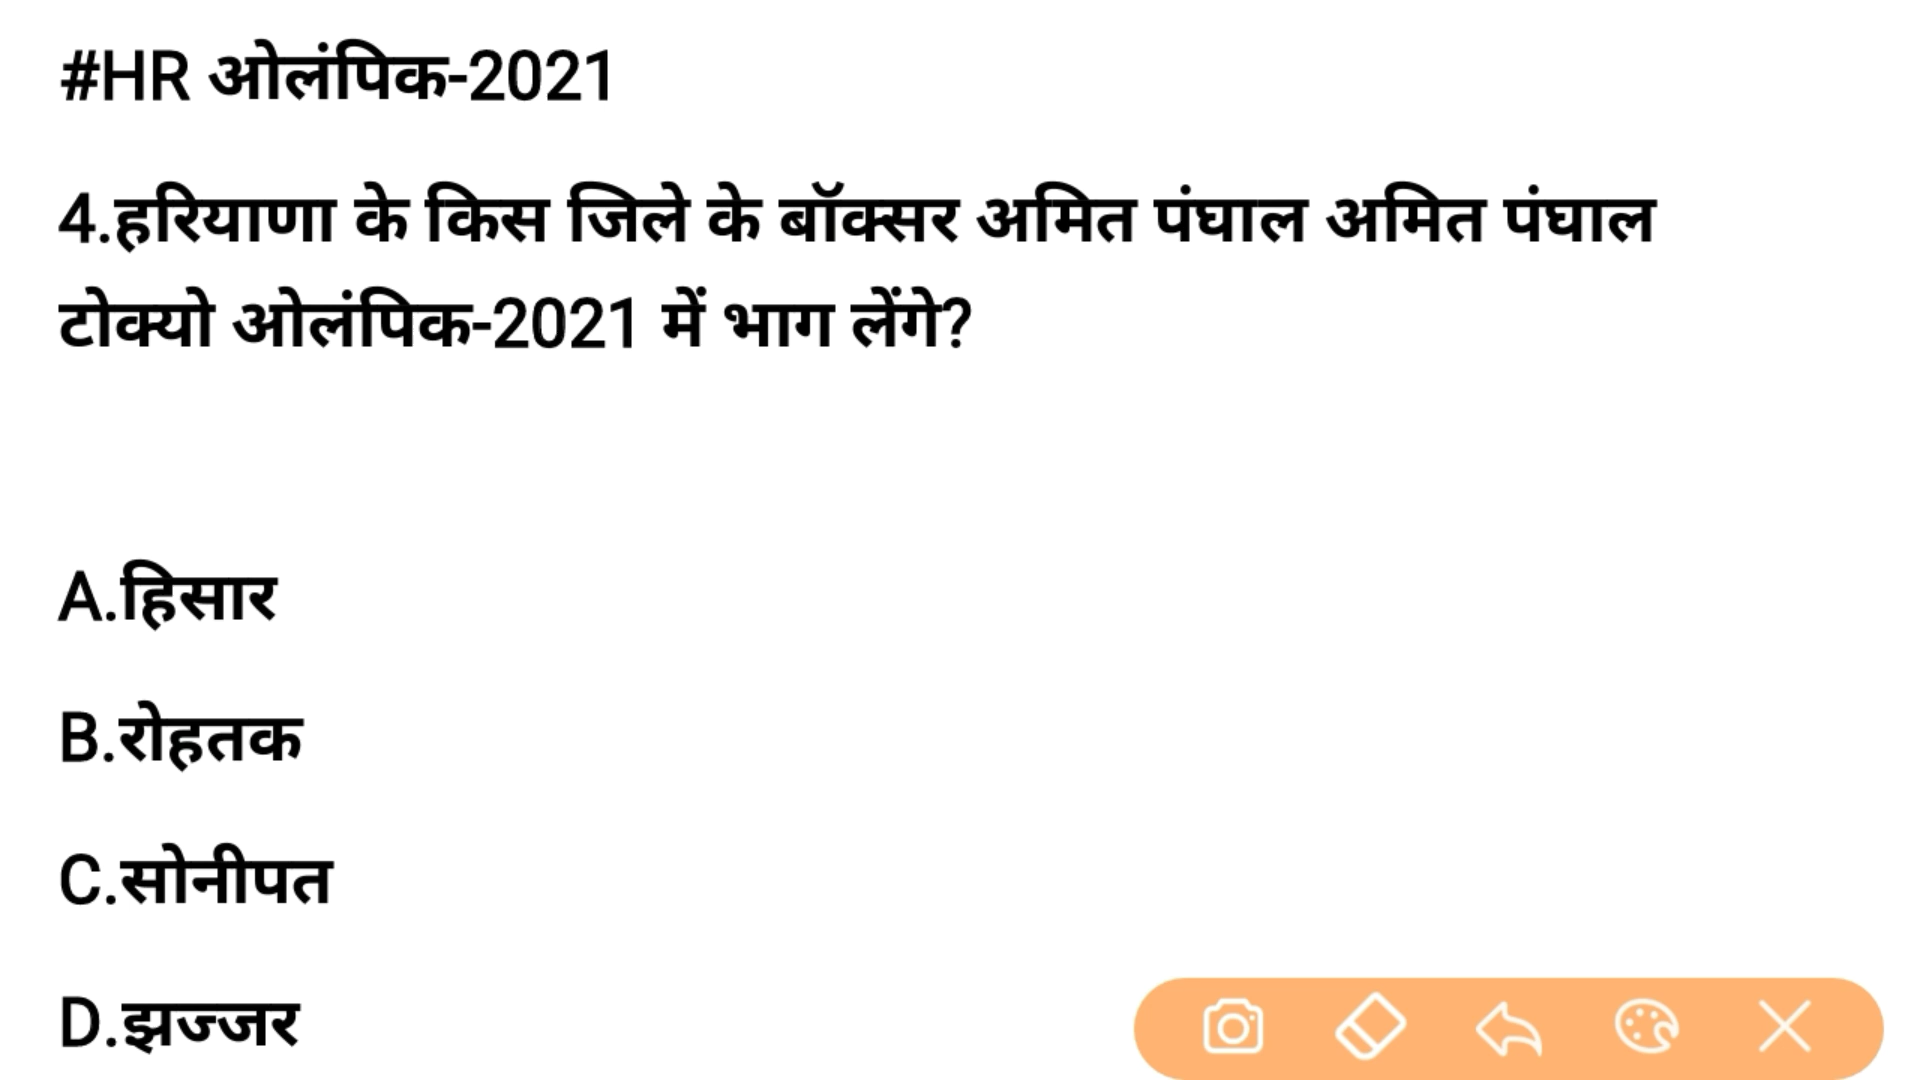 #HR ओलंपिक-2021
4.हरियाणा के किस जिले के बॉक्सर अमित पंघाल अमित पंघाल
टोक्यो ओलंपिक-2021 में भाग लेंगे?
A.हिसार
B.रोहतक
C.सोनीपत
D.झज्जर